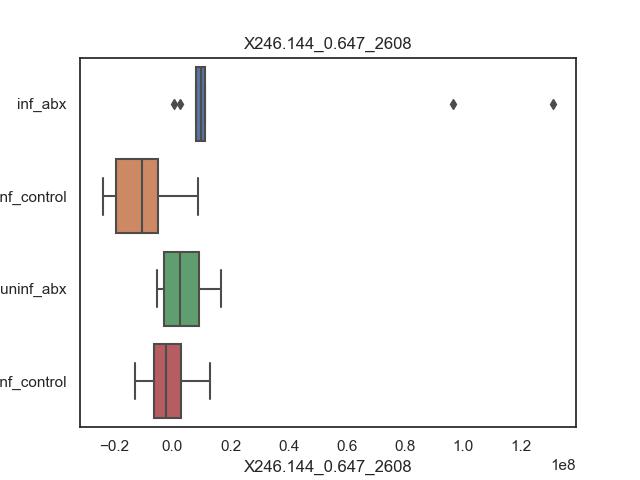 X246.144_0.647_2608
inf_abx
nf_control
uninf_abx
nf_control
−0.2 0.0 0.2 0.4 0.6 0.8 1.0 1.2
X246.144_0.647_2608
1e8